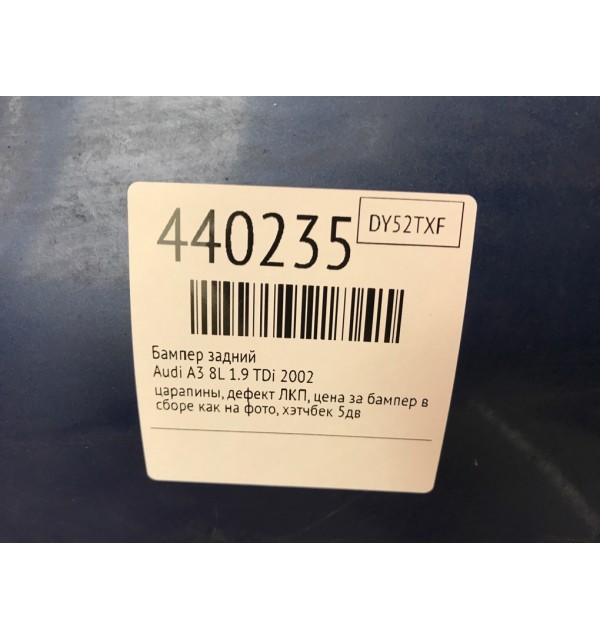 440235
DY52TXF
Бампер задний
Audi A3 8L 1.9 TDi 2002
царапины, дефект ЛКП, цена за бампер в
сборе как на фото, хэтчбек 5дв